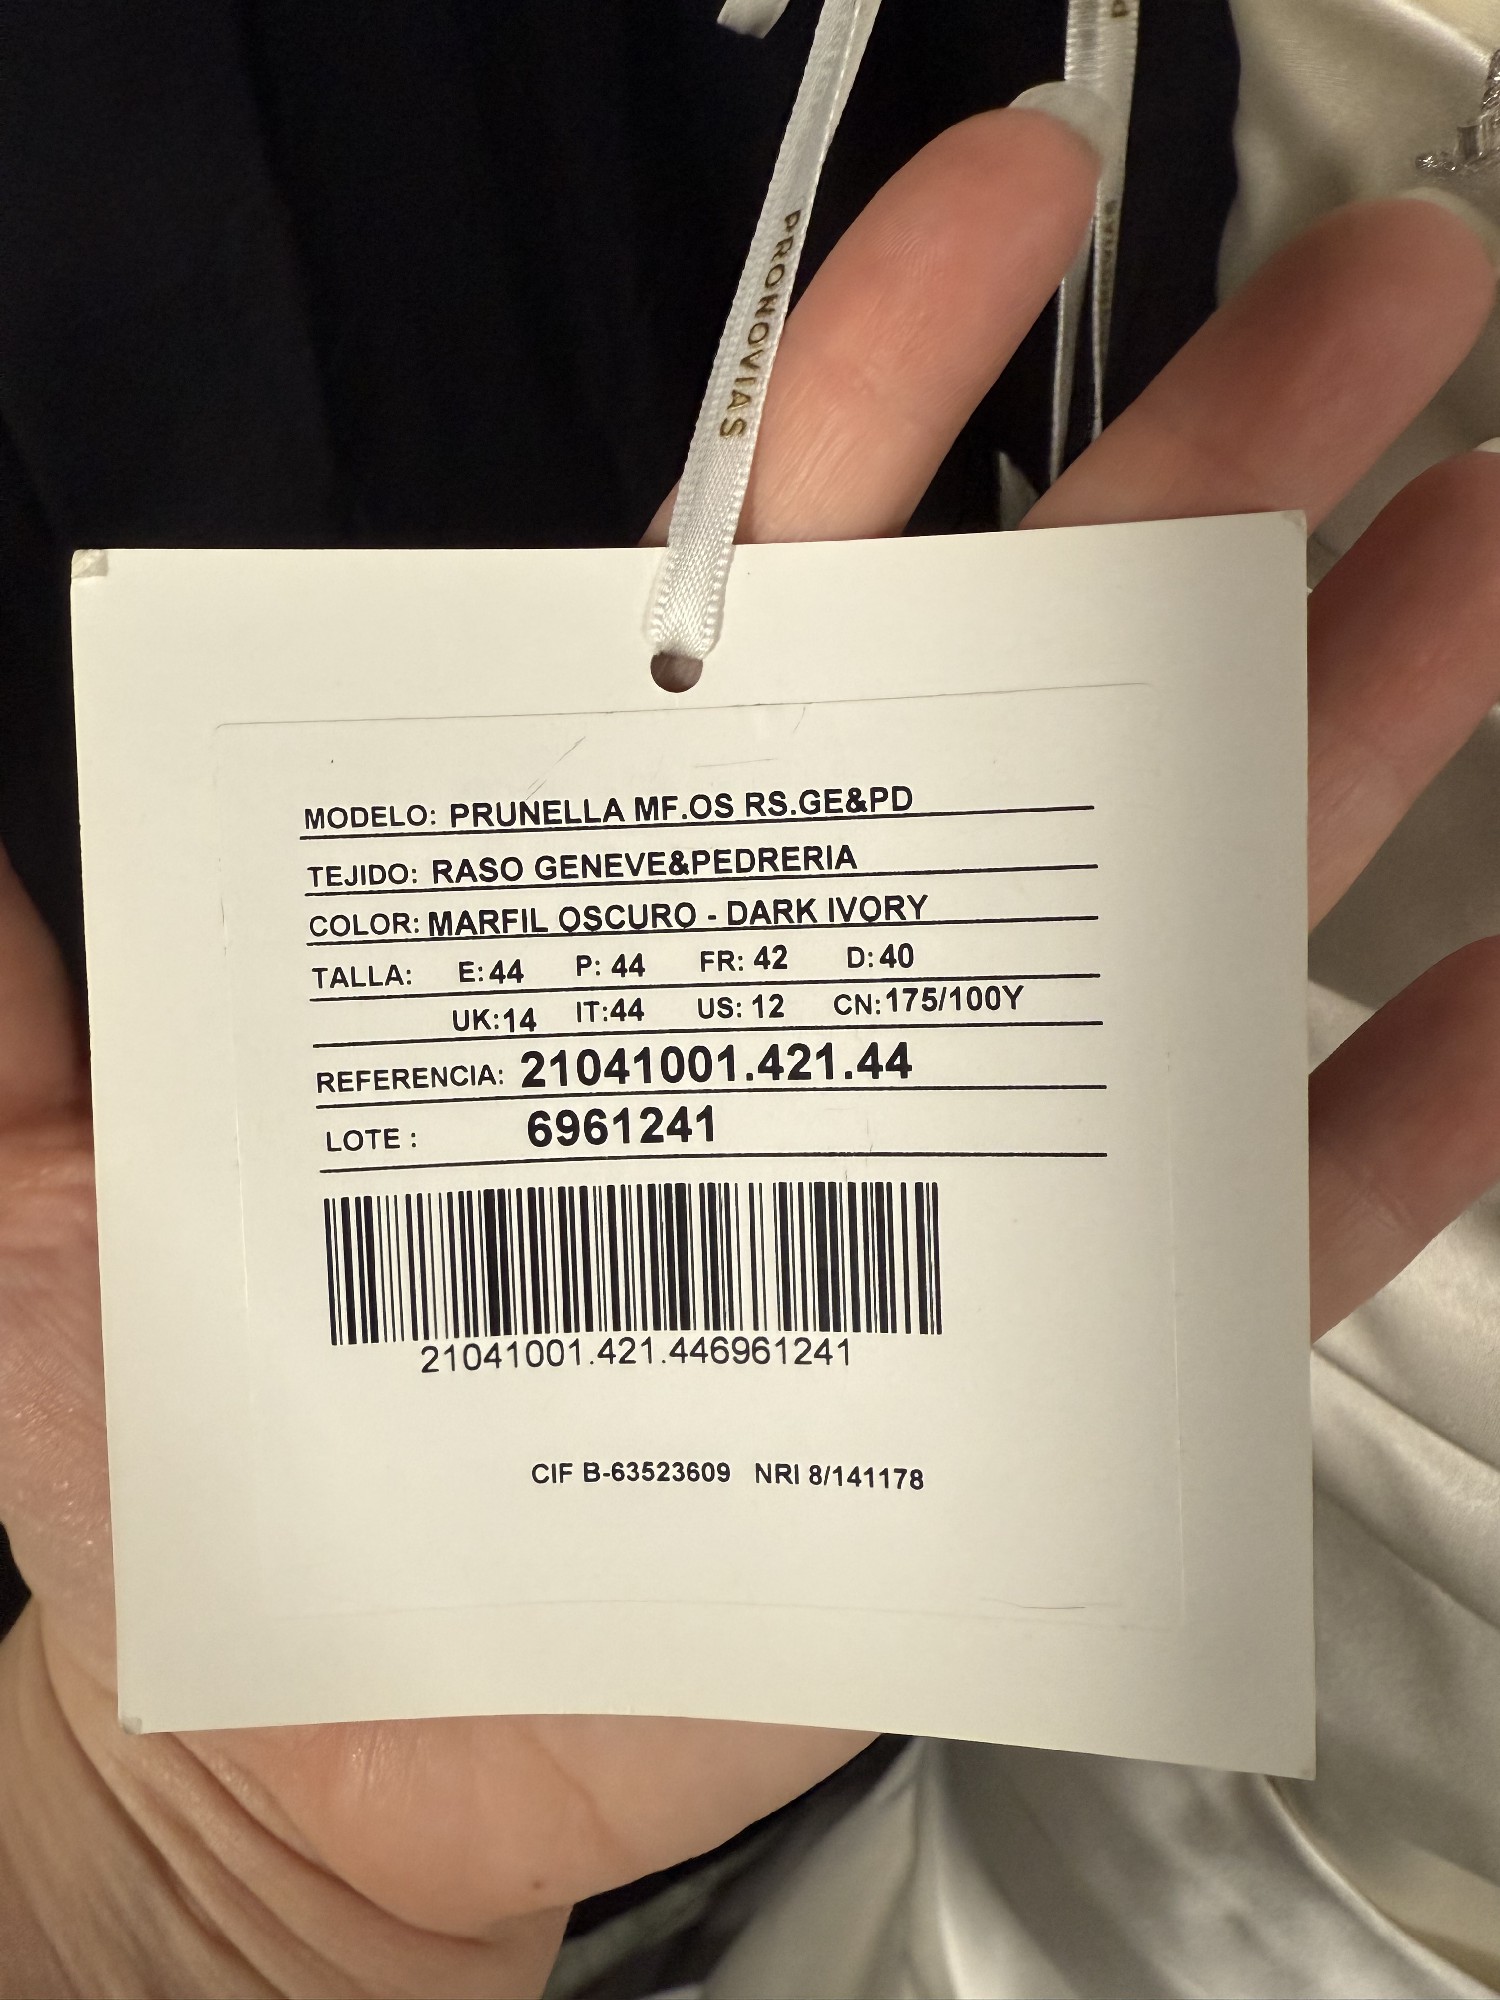 PRONOVIAS
MODELO: PRUNELLA MF.OS RS.GE&PD
TEJIDO: RASO GENEVE&PEDRERIA
COLOR: MARFIL OSCURO - DARK IVORY
TALLA: E:44 P: 44 FR: 42 D:40
UK:14 IT:44 US: 12 CN:175/100Y
REFERENCIA: 21041001.421.44
LOTE : 6961241
21041001.421.446961241
CIF B-63523609 NRI 8/141178